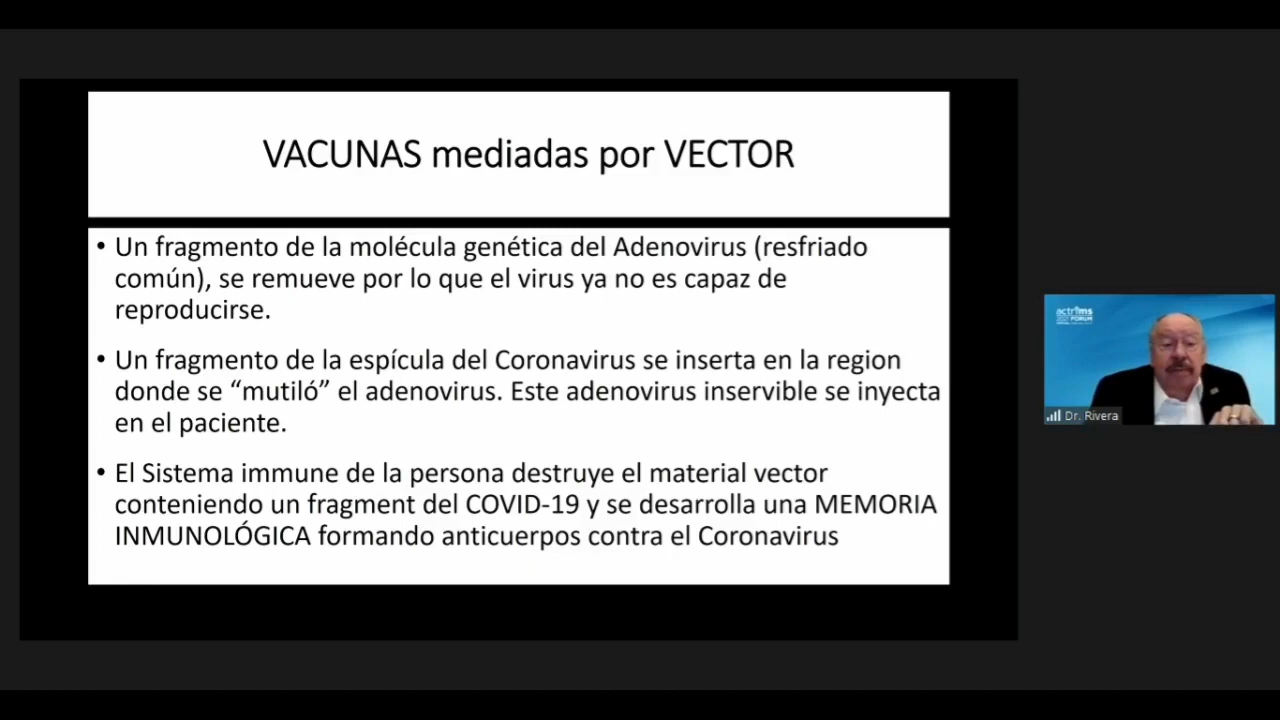 VACUNAS mediadas por VECTOR
• Un fragmento de la molécula genética del Adenovirus (resfriado
común), se remueve por lo que el virus ya no es capaz de
reproducirse.
• Un fragmento de la espícula del Coronavirus se inserta en la region
donde se “mutiló” el adenovirus. Este adenovirus inservible se inyecta
en el paciente.
• El Sistema immune de la persona destruye el material vector
conteniendo un fragment del COVID-19 y se desarrolla una MEMORIA
INMUNOLÓGICA formando anticuerpos contra el Coronavirus
FORUM
Dr. Rivera